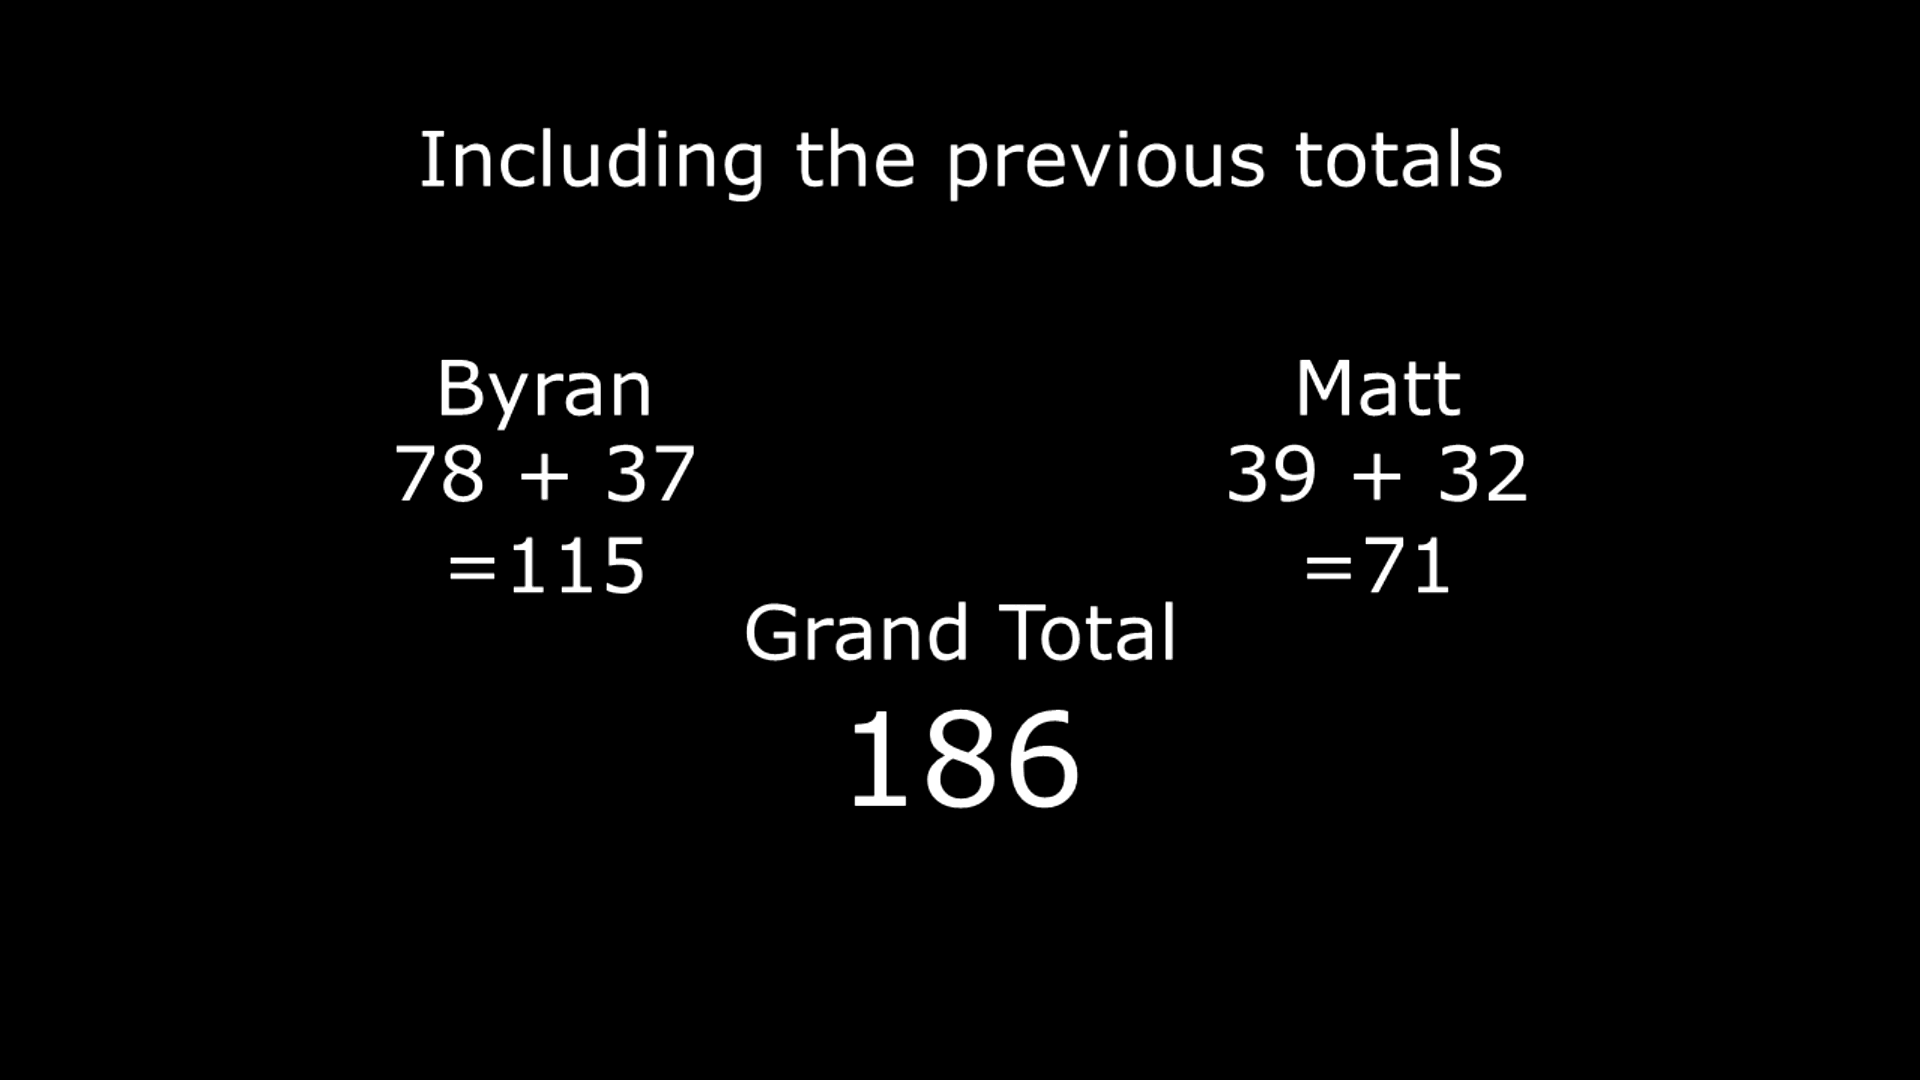 Including the previous totals
Byran
78 + 37
=115
Matt
39 + 32
=71
Grand Total
186